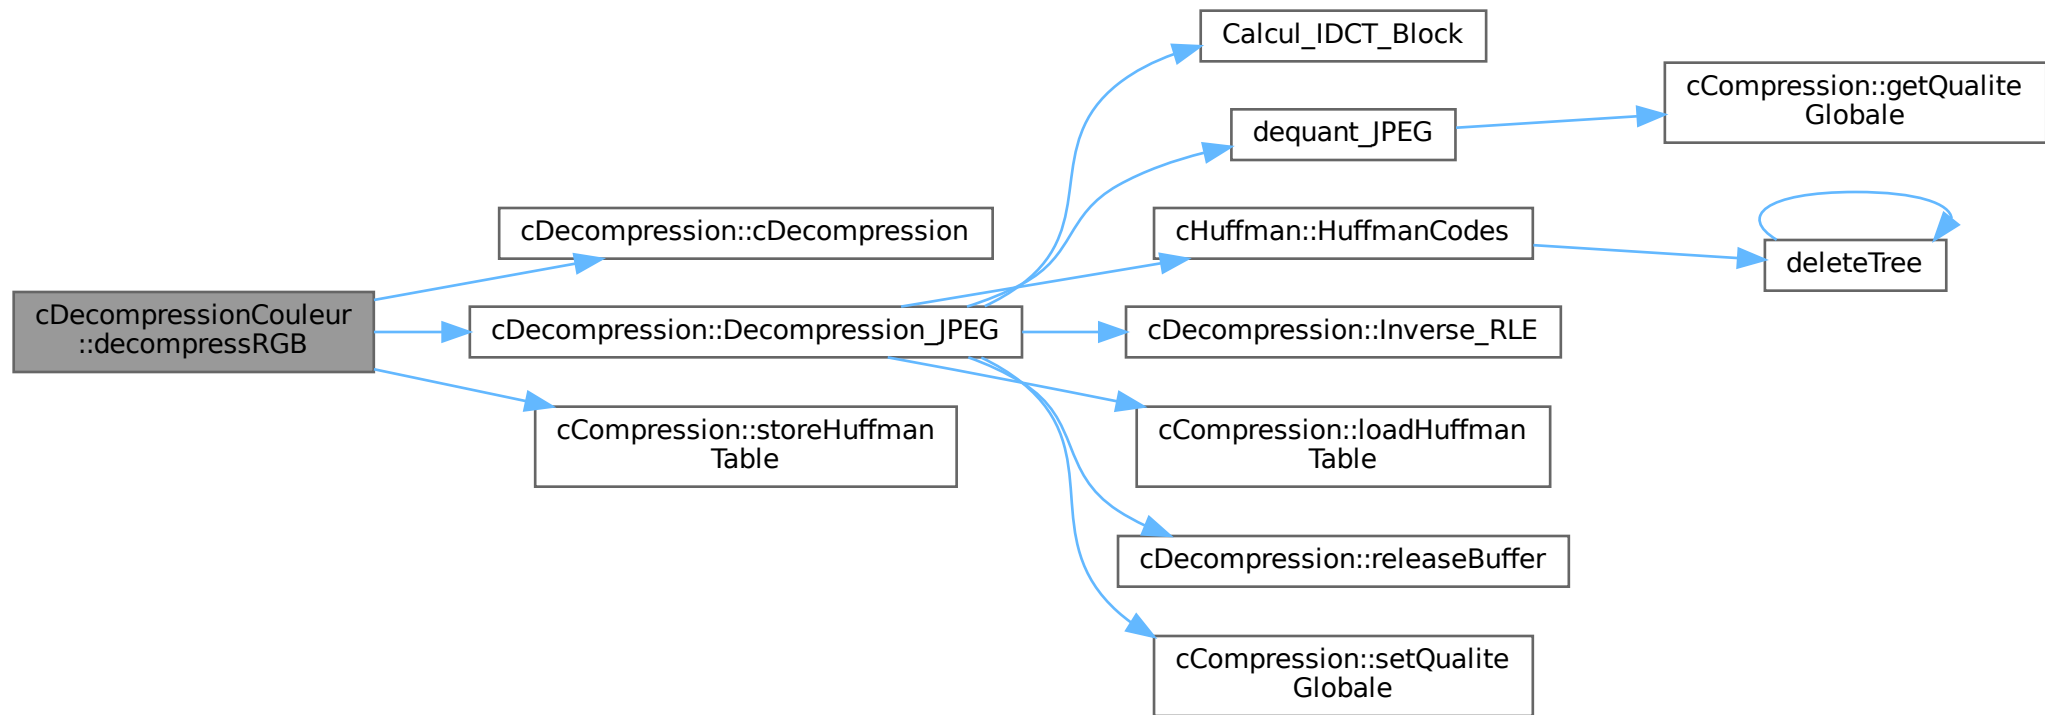 Calcul_IDCT_Block
cCompression::getQualite
Globale
dequant_JPEG
cDecompression::cDecompression
cHuffman::HuffmanCodes
deleteTree
cDecompressionCouleur
::decompressRGB
cDecompression::Decompression_JPEG
cDecompression::Inverse_RLE
cCompression::storeHuffman
Table
cCompression::loadHuffman
Table
cDecompression::releaseBuffer
cCompression::setQualite
Globale